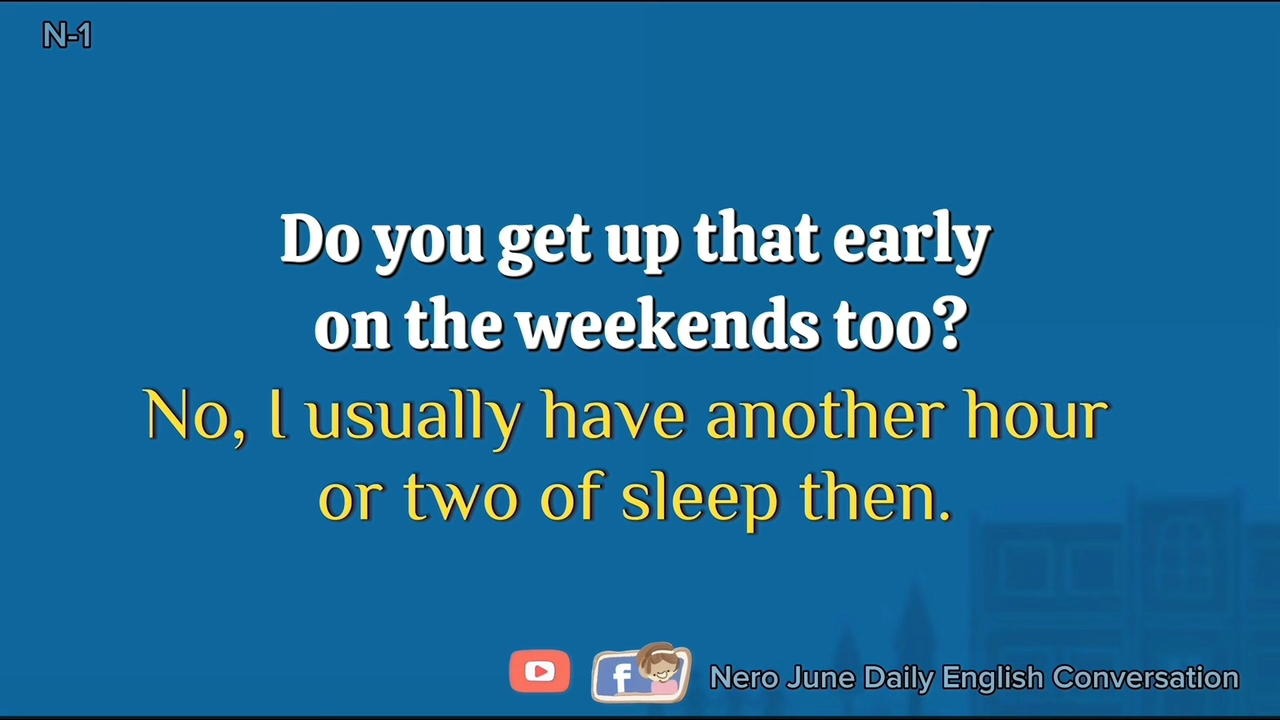 N-1
Do you get up that early
on the weekends too?
No, I usually have another hour
or two of sleep then.
f
Nero June Daily English Conversation